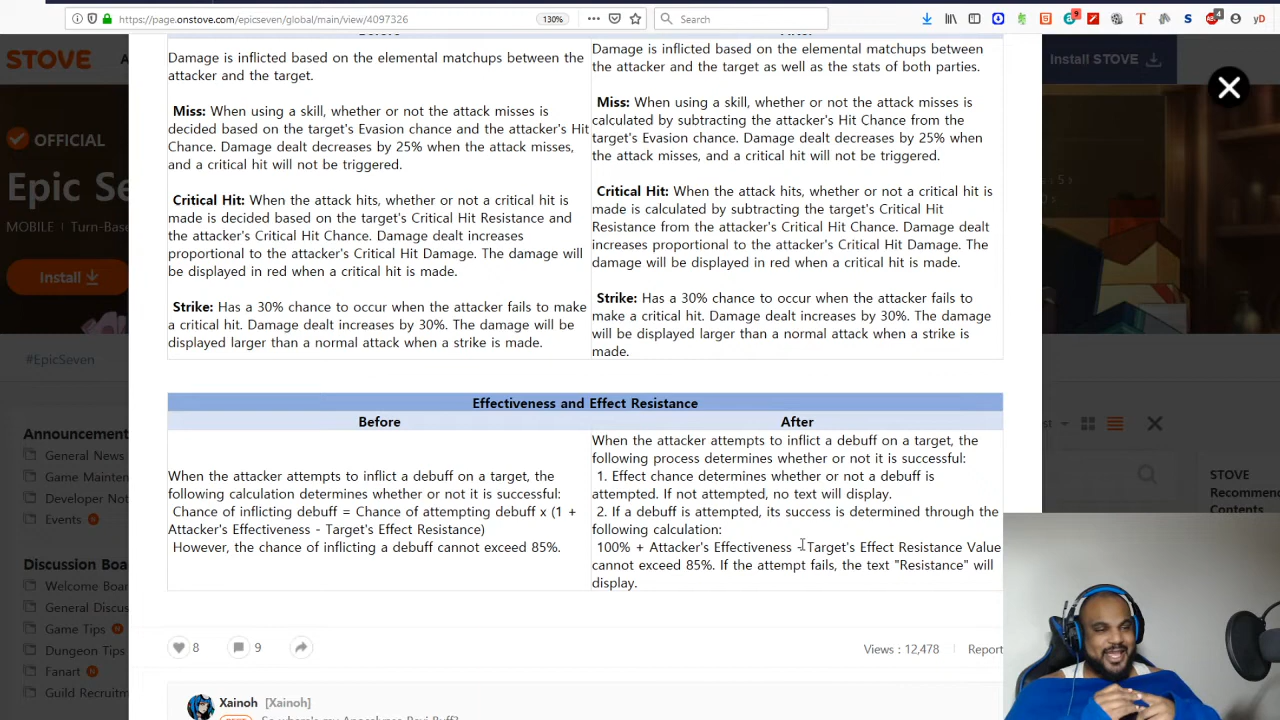 https://page.onstove.com/epicseven/global/main/view/4097326
130%
Search
STOVE
Install STOVE
OFFICIAL
Epic Se
MOBILE | Turn-Base
Install
#EpicSeven
Announcement
General News
Game Mainten
Developer Not
Events
Discussion Boar
General Discus
Game Tips
Dungeon Tips
Fanart
Guild Recruitm
STOVE
Recommended
Contents
Damage is inflicted based on the elemental matchups between the
attacker and the target.
Miss: When using a skill, whether or not the attack misses is
decided based on the target's Evasion chance and the attacker's Hit
Chance. Damage dealt decreases by 25% when the attack misses,
and a critical hit will not be triggered.
Critical Hit: When the attack hits, whether or not a critical hit is
made is decided based on the target's Critical Hit Resistance and
the attacker's Critical Hit Chance. Damage dealt increases
proportional to the attacker's Critical Hit Damage. The damage will
be displayed in red when a critical hit is made.
Strike: Has a 30% chance to occur when the attacker fails to make
a critical hit. Damage dealt increases by 30%. The damage will be
displayed larger than a normal attack when a strike is made.
Damage is inflicted based on the elemental matchups between
the attacker and the target as well as the stats of both parties.
Miss: When using a skill, whether or not the attack misses is
calculated by subtracting the attacker's Hit Chance from the
target's Evasion chance. Damage dealt decreases by 25% when
the attack misses, and a critical hit will not be triggered.
Critical Hit: When the attack hits, whether or not a critical hit is
made is calculated by subtracting the target's Critical Hit
Resistance from the attacker's Critical Hit Chance. Damage dealt
increases proportional to the attacker's Critical Hit Damage. The
damage will be displayed in red when a critical hit is made.
Strike: Has a 30% chance to occur when the attacker fails to
make a critical hit. Damage dealt increases by 30%. The damage
will be displayed larger than a normal attack when a strike is
made.
Effectiveness and Effect Resistance
Before
After
When the attacker attempts to inflict a debuff on a target, the
following calculation determines whether or not it is successful:
Chance of inflicting debuff = Chance of attempting debuff x (1 +
Attacker's Effectiveness - Target's Effect Resistance)
However, the chance of inflicting a debuff cannot exceed 85%.
When the attacker attempts to inflict a debuff on a target, the
following process determines whether or not it is successful:
1. Effect chance determines whether or not a debuff is
attempted. If not attempted, no text will display.
2. If a debuff is attempted, its success is determined through the
following calculation:
100% + Attacker's Effectiveness - Target's Effect Resistance Value
cannot exceed 85%. If the attempt fails, the text "Resistance" will
display.
8
9
Views : 12,478
Report
Xainoh [Xainoh]